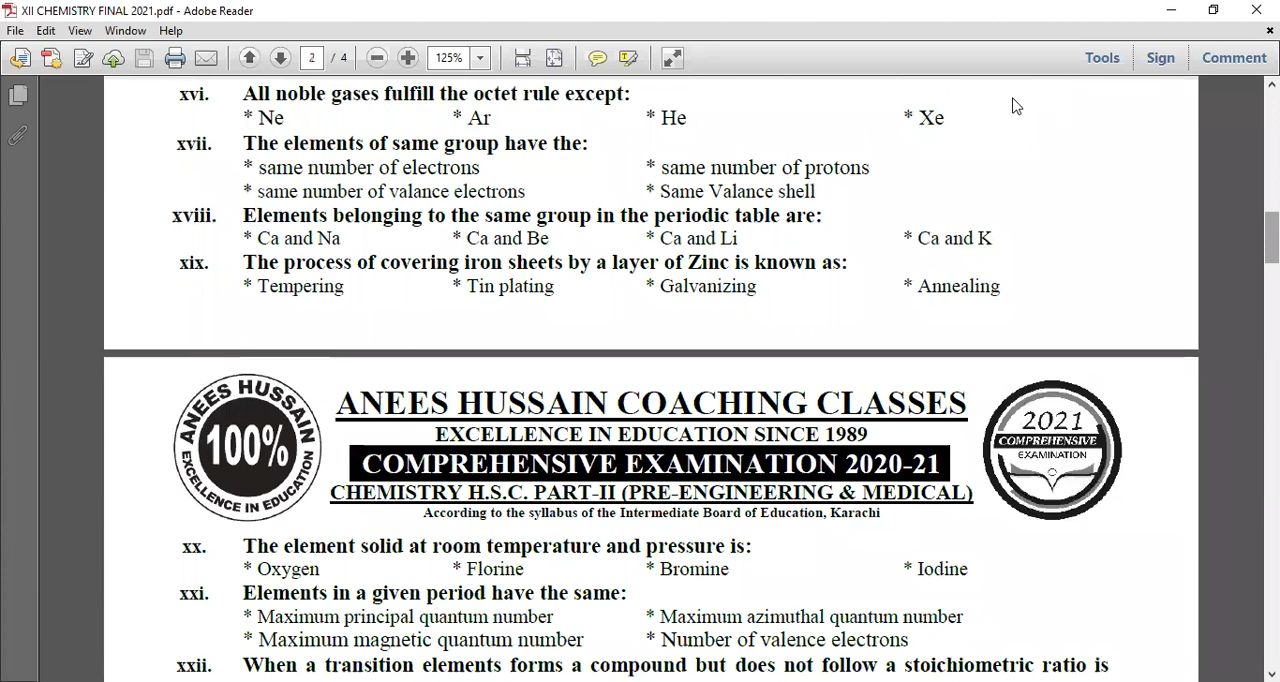 XII CHEMISTRY FINAL 2021.pdf - Adobe Reader
File Edit View Window Help
2 / 4 125% Tools Sign Comment
xvi. All noble gases fulfill the octet rule except:
* Ne * Ar * He * Xe
xvii. The elements of same group have the:
* same number of electrons * same number of protons
* same number of valance electrons * Same Valance shell
xviii. Elements belonging to the same group in the periodic table are:
* Ca and Na * Ca and Be * Ca and Li * Ca and K
xix. The process of covering iron sheets by a layer of Zinc is known as:
* Tempering * Tin plating * Galvanizing * Annealing
ANEES HUSSAIN
100%
EXCELLENCE IN EDUCATION
ANEES HUSSAIN COACHING CLASSES
EXCELLENCE IN EDUCATION SINCE 1989
COMPREHENSIVE EXAMINATION 2020-21
CHEMISTRY H.S.C. PART-II (PRE-ENGINEERING & MEDICAL)
According to the syllabus of the Intermediate Board of Education, Karachi
2021
COMPREHENSIVE
EXAMINATION
xx. The element solid at room temperature and pressure is:
* Oxygen * Florine * Bromine * Iodine
xxi. Elements in a given period have the same:
* Maximum principal quantum number * Maximum azimuthal quantum number
* Maximum magnetic quantum number * Number of valence electrons
xxii. When a transition elements forms a compound but does not follow a stoichiometric ratio is